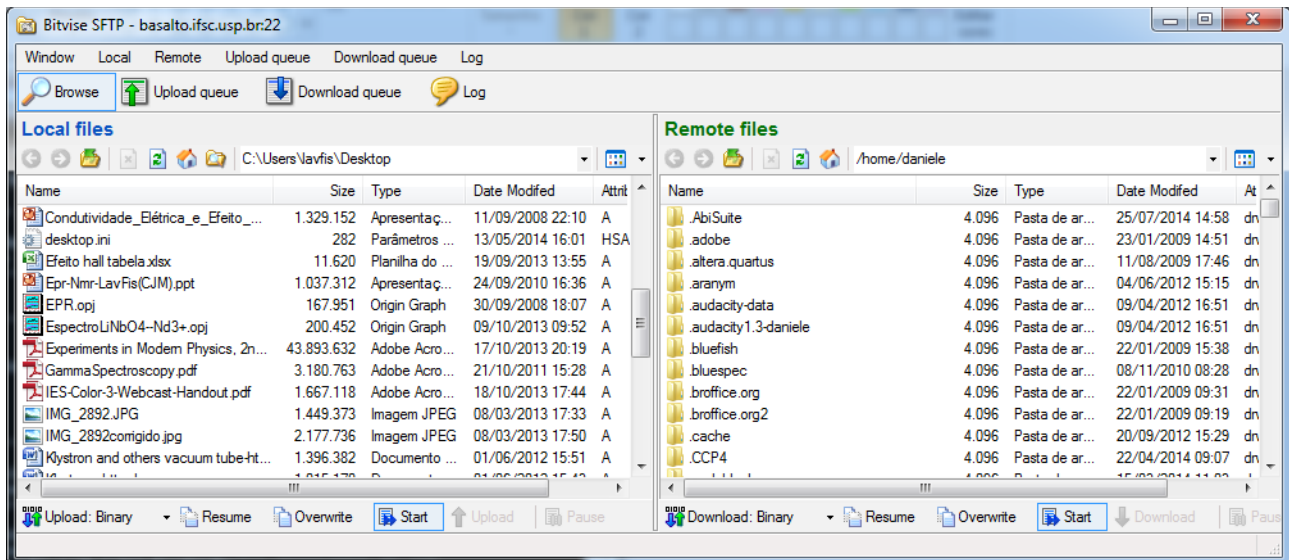 Bitvise SFTP - basalto.ifsc.usp.br:22
Window Local Remote Upload queue Download queue Log
Browse Upload queue Download queue Log
Local files
C:\Users\lavfis\Desktop
Name Size Type Date Modifed Attrit
Condutividade_Elétrica_e_Efeito_... 1.329.152 Apresentaç... 11/09/2008 22:10 A
desktop.ini 282 Parâmetros ... 13/05/2014 16:01 HSA
Efeito hall tabela.xlsx 11.620 Planilha do ... 19/09/2013 13:55 A
Epr-Nmr-LavFis(CJM).ppt 1.037.312 Apresentaç... 24/09/2010 16:36 A
EPR.opj 167.951 Origin Graph 30/09/2008 18:07 A
EspectroLiNbO4--Nd3+.opj 200.452 Origin Graph 09/10/2013 09:52 A
Experiments in Modern Physics, 2n... 43.893.632 Adobe Acro... 17/10/2013 20:19 A
GammaSpectroscopy.pdf 3.180.763 Adobe Acro... 21/10/2011 15:28 A
IES-Color-3-Webcast-Handout.pdf 1.667.118 Adobe Acro... 18/10/2013 17:44 A
IMG_2892.JPG 1.449.373 Imagem JPEG 08/03/2013 17:33 A
IMG_2892corrigido.jpg 2.177.736 Imagem JPEG 08/03/2013 17:50 A
Klystron and others vacuum tube-ht... 1.396.382 Documento ... 01/06/2012 15:51 A
Upload: Binary Resume Overwrite Start Upload Pause
Remote files
/home/daniele
Name Size Type Date Modifed At
.AbiSuite 4.096 Pasta de ar... 25/07/2014 14:58 drv
.adobe 4.096 Pasta de ar... 23/01/2009 14:51 drv
.altera.quartus 4.096 Pasta de ar... 11/08/2009 17:46 drv
.aranym 4.096 Pasta de ar... 04/06/2012 15:15 drv
.audacity-data 4.096 Pasta de ar... 09/04/2012 16:51 drv
.audacity1.3-daniele 4.096 Pasta de ar... 09/04/2012 16:51 drv
.bluefish 4.096 Pasta de ar... 22/01/2009 15:38 drv
.bluespec 4.096 Pasta de ar... 08/11/2010 08:28 drv
.broffice.org 4.096 Pasta de ar... 22/01/2009 09:31 drv
.broffice.org2 4.096 Pasta de ar... 22/01/2009 09:19 drv
.cache 4.096 Pasta de ar... 20/09/2012 15:29 drv
.CCP4 4.096 Pasta de ar... 22/04/2014 09:07 drv
Download: Binary Resume Overwrite Start Download Paus